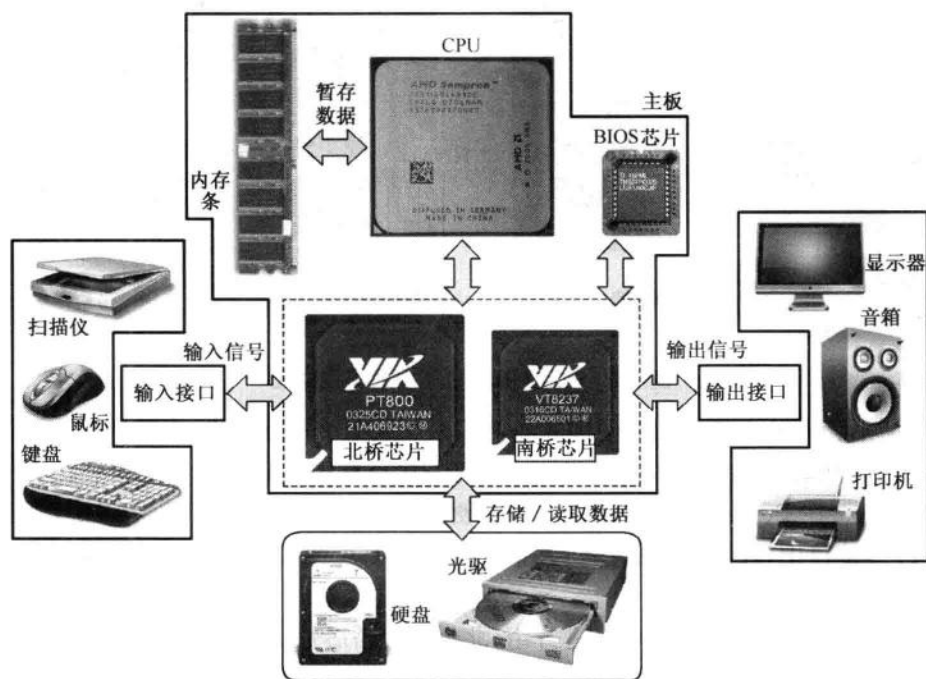 CPU
主板
暂存
数据
AMD Sempron™
BIOS芯片
内存
条
DIFFUSED IN GERMANY
MADE IN CHINA
显示器
扫描仪
音箱
输入信号
输出信号
VIA
PT800
0325CD TAIWAN
21A406923©®
北桥芯片
VIA
VT8237
TAIWAN
南桥芯片
输入接口
输出接口
鼠标
键盘
打印机
存储/读取数据
光驱
硬盘